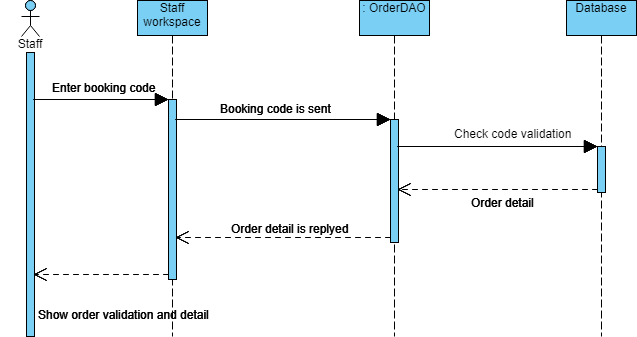 Staff
workspace
: OrderDAO
Database
Staff
Enter booking code
Booking code is sent
Check code validation
Order detail
Order detail is replyed
Show order validation and detail